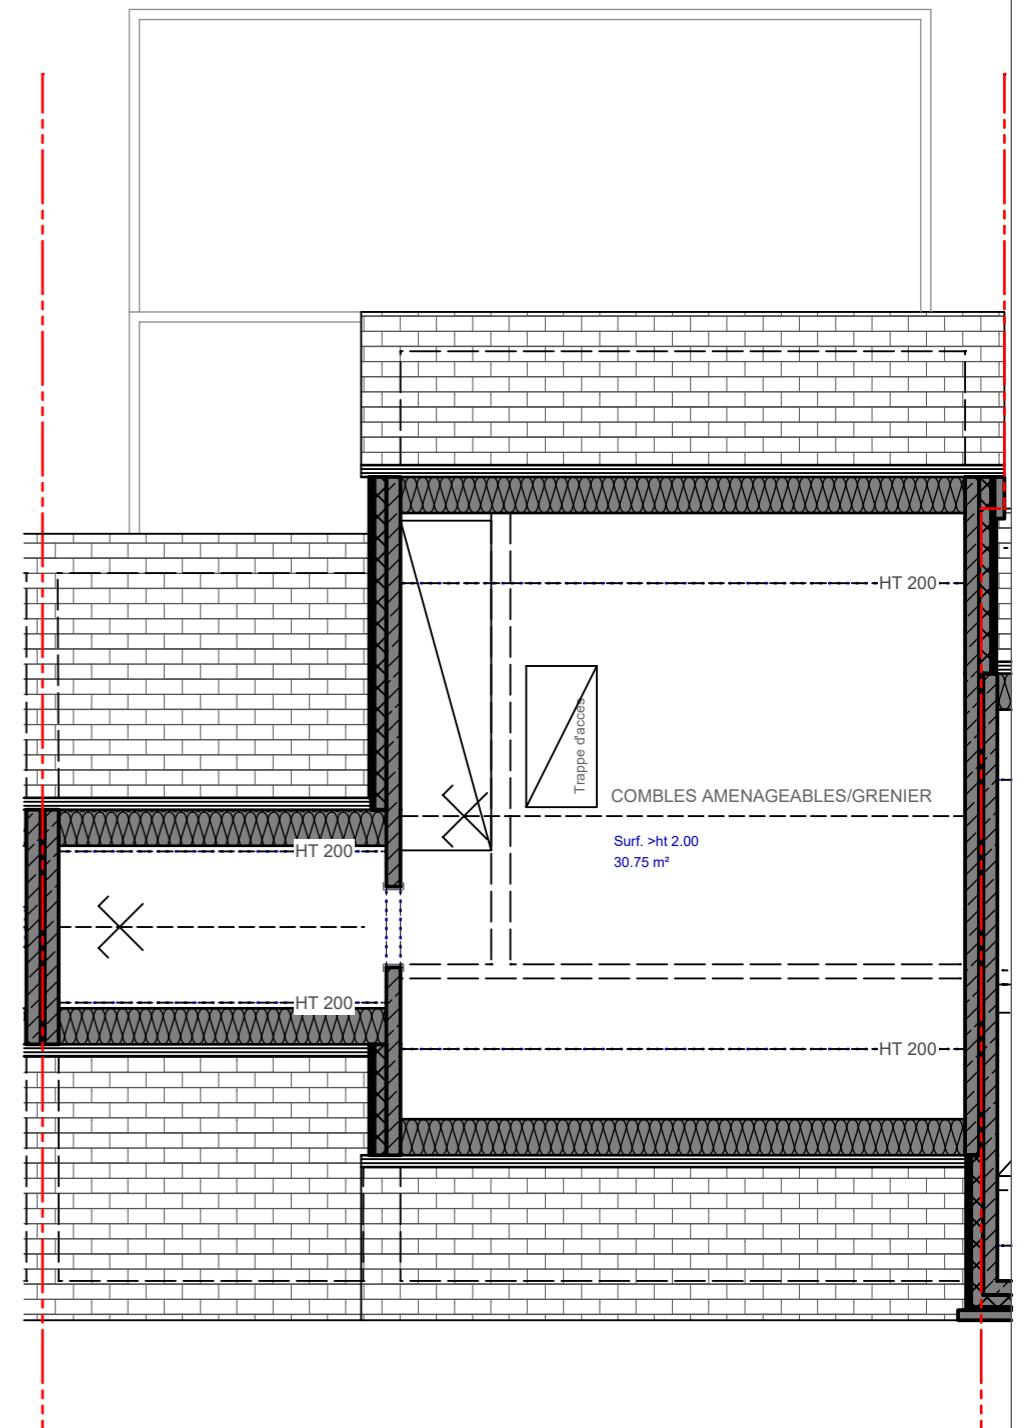 HT 200
Trappe d'accès
COMBLES AMENAGEABLES/GRENIER
Surf. >ht 2.00
30.75 m²
HT 200
HT 200
HT 200